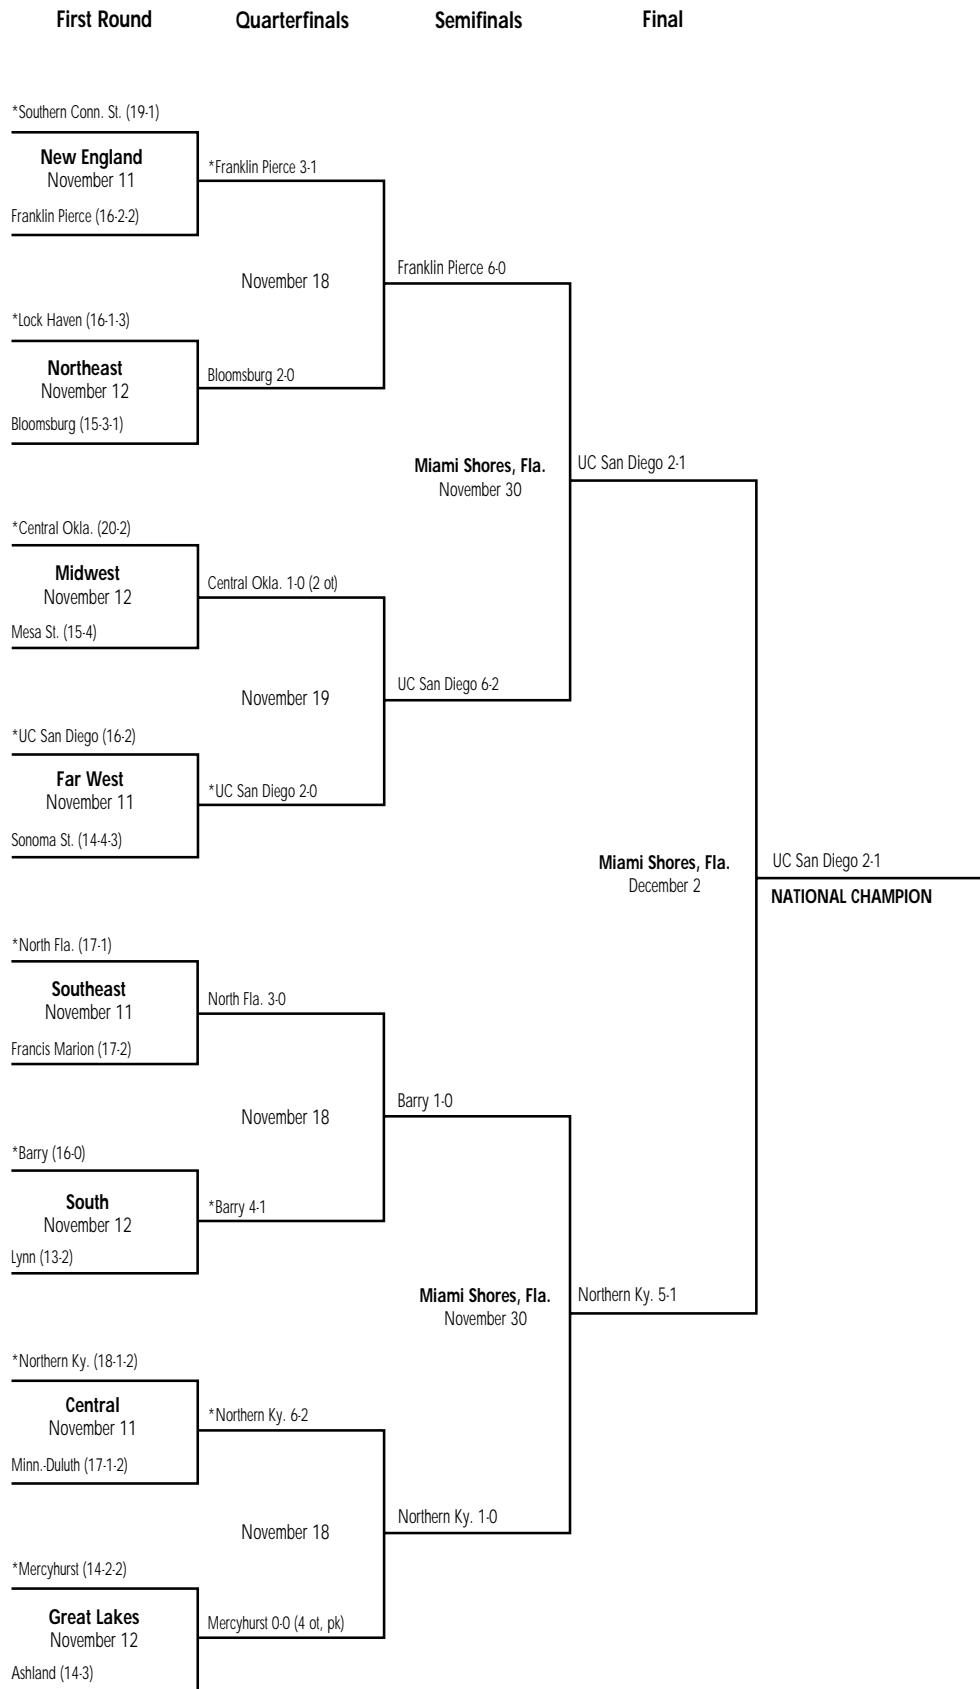 First Round Quarterfinals Semifinals Final
*Southern Conn. St. (19-1)
New England
November 11
Franklin Pierce (16-2-2)
*Franklin Pierce 3-1
November 18
Franklin Pierce 6-0
*Lock Haven (16-1-3)
Northeast
November 12
Bloomsburg (15-3-1)
Bloomsburg 2-0
Miami Shores, Fla.
November 30
UC San Diego 2-1
*Central Okla. (20-2)
Midwest
November 12
Mesa St. (15-4)
Central Okla. 1-0 (2 ot)
November 19
UC San Diego 6-2
*UC San Diego (16-2)
Far West
November 11
Sonoma St. (14-4-3)
*UC San Diego 2-0
Miami Shores, Fla.
December 2
UC San Diego 2-1
NATIONAL CHAMPION
*North Fla. (17-1)
Southeast
November 11
Francis Marion (17-2)
North Fla. 3-0
November 18
Barry 1-0
*Barry (16-0)
South
November 12
Lynn (13-2)
*Barry 4-1
Miami Shores, Fla.
November 30
Northern Ky. 5-1
*Northern Ky. (18-1-2)
Central
November 11
Minn.-Duluth (17-1-2)
*Northern Ky. 6-2
November 18
Northern Ky. 1-0
*Mercyhurst (14-2-2)
Great Lakes
November 12
Ashland (14-3)
Mercyhurst 0-0 (4 ot, pk)